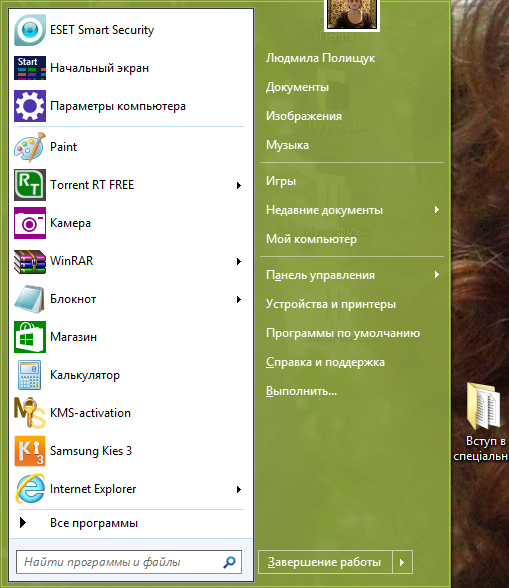 ESET Smart Security
Start
Начальный экран
Параметры компьютера
Paint
RT
Torrent RT FREE
Камера
WinRAR
Блокнот
Магазин
Калькулятор
KMS-activation
Ki 3
Samsung Kies 3
Internet Explorer
Все программы
Найти программы и файлы
Людмила Полищук
Документы
Изображения
Музыка
Игры
Недавние документы
Мой компьютер
Панель управления
Устройства и принтеры
Программы по умолчанию
Справка и поддержка
Выполнить...
Завершение работы
Вступ в
спеціальн